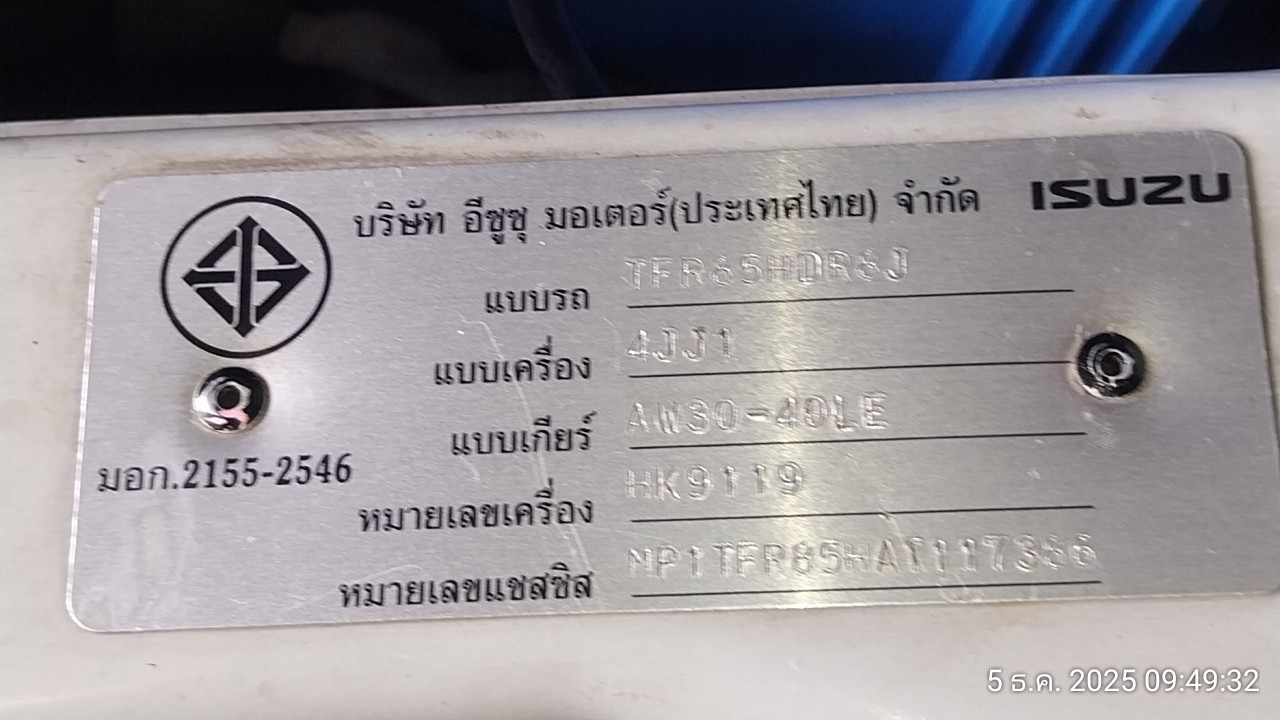 บริษัท อีซูซุ มอเตอร์(ประเทศไทย) จำกัด ISUZU
แบบรถ TFR85HDR8J
แบบเครื่อง 4JJ1
แบบเกียร์ AW30-40LE
มอก.2155-2546
หมายเลขเครื่อง HK9119
หมายเลขแชสซิส
5 ธ.ค. 2025 09:49:32